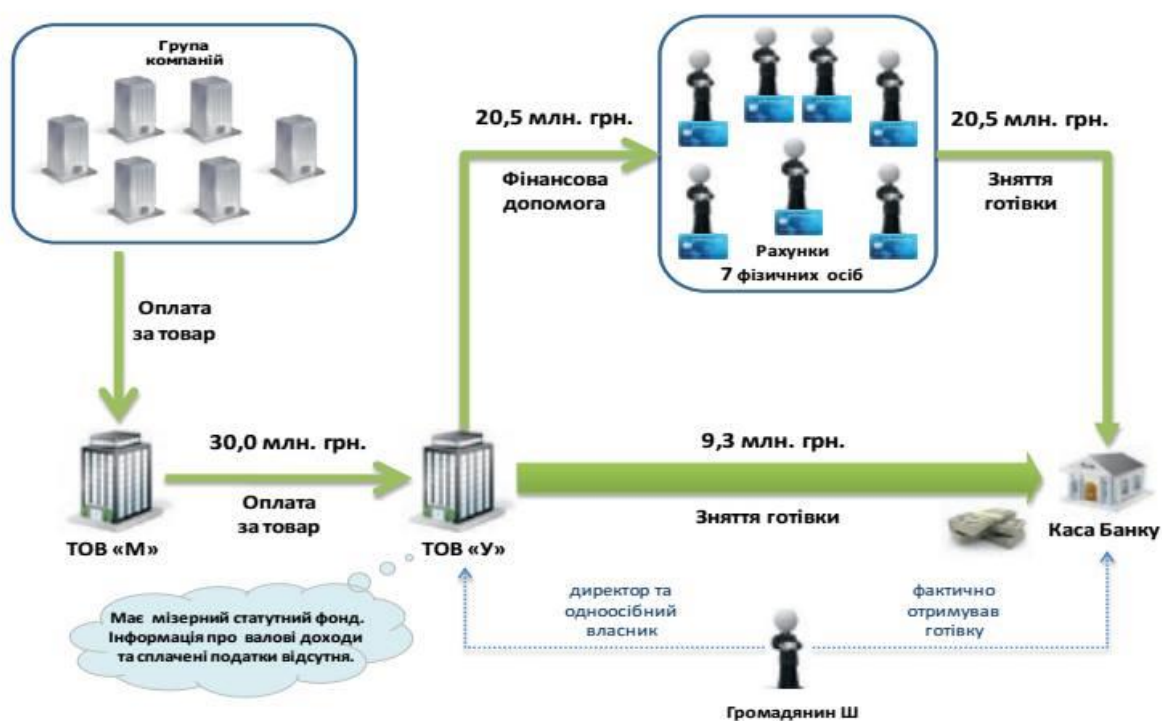 Група
компаній
20,5 млн. грн.
Фінансова
допомога
Рахунки
7 фізичних осіб
20,5 млн. грн.
Зняття
готівки
Оплата
за товар
30,0 млн. грн.
Оплата
за товар
9,3 млн. грн.
Зняття готівки
ТОВ «М»
ТОВ «У»
Каса Банку
Має мізерний статутний фонд.
Інформація про валові доходи
та сплачені податки відсутня.
директор та
одноосібний
власник
фактично
отримував
готівку
Громадянин Ш